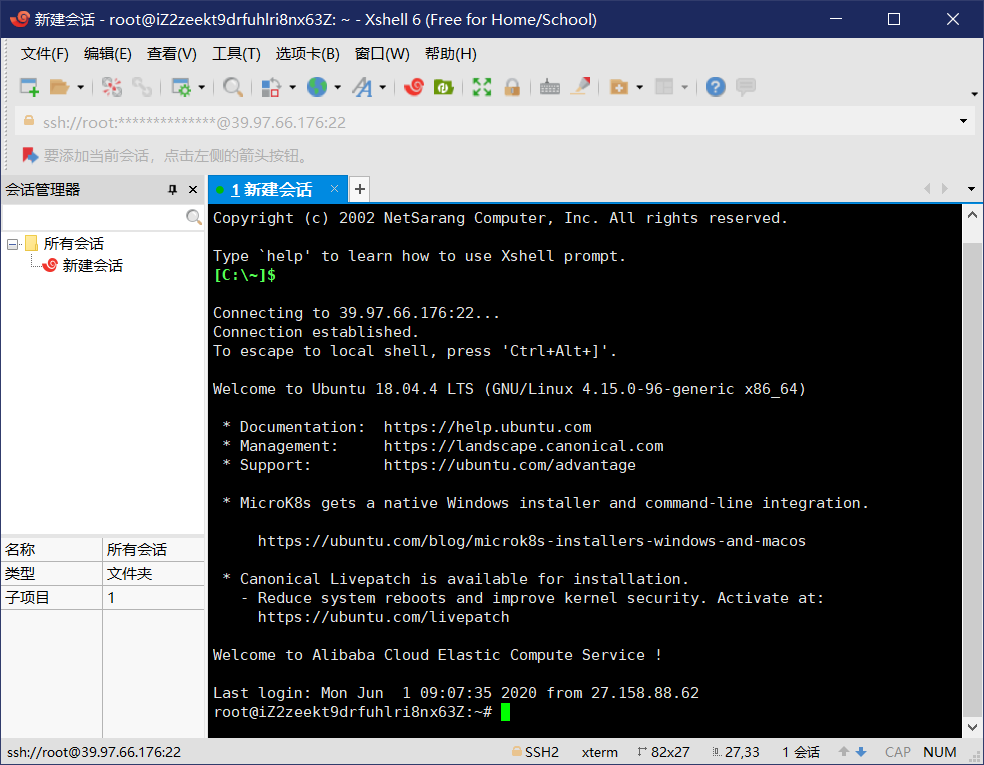 新建会话 - root@iZ2zeekt9drfuhlri8nx63Z: ~ - Xshell 6 (Free for Home/School)
文件(F) 编辑(E) 查看(V) 工具(T) 选项卡(B) 窗口(W) 帮助(H)
ssh://root:**************@39.97.66.176:22
要添加当前会话，点击左侧的箭头按钮。
会话管理器
1 新建会话
所有会话
新建会话
名称 所有会话
类型 文件夹
子项目 1
Copyright (c) 2002 NetSarang Computer, Inc. All rights reserved.
Type `help' to learn how to use Xshell prompt.
[C:\~]$
Connecting to 39.97.66.176:22...
Connection established.
To escape to local shell, press 'Ctrl+Alt+]'.
Welcome to Ubuntu 18.04.4 LTS (GNU/Linux 4.15.0-96-generic x86_64)
* Documentation:  https://help.ubuntu.com
* Management:     https://landscape.canonical.com
* Support:        https://ubuntu.com/advantage
* MicroK8s gets a native Windows installer and command-line integration.
https://ubuntu.com/blog/microk8s-installers-windows-and-macos
* Canonical Livepatch is available for installation.
- Reduce system reboots and improve kernel security. Activate at:
https://ubuntu.com/livepatch
Welcome to Alibaba Cloud Elastic Compute Service !
Last login: Mon Jun  1 09:07:35 2020 from 27.158.88.62
root@iZ2zeekt9drfuhlri8nx63Z:~#
ssh://root@39.97.66.176:22 SSH2 xterm 82x27 27,33 1 会话 CAP NUM